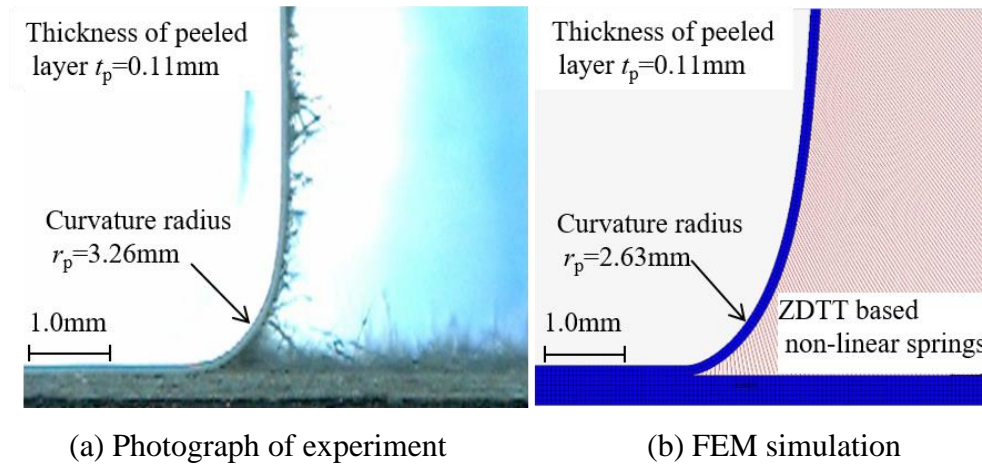 Thickness of peeled
layer tp=0.11mm
Curvature radius
rp=3.26mm
1.0mm
(a) Photograph of experiment
Thickness of peeled
layer tp=0.11mm
Curvature radius
rp=2.63mm
1.0mm
ZDTT based
non-linear springs
(b) FEM simulation